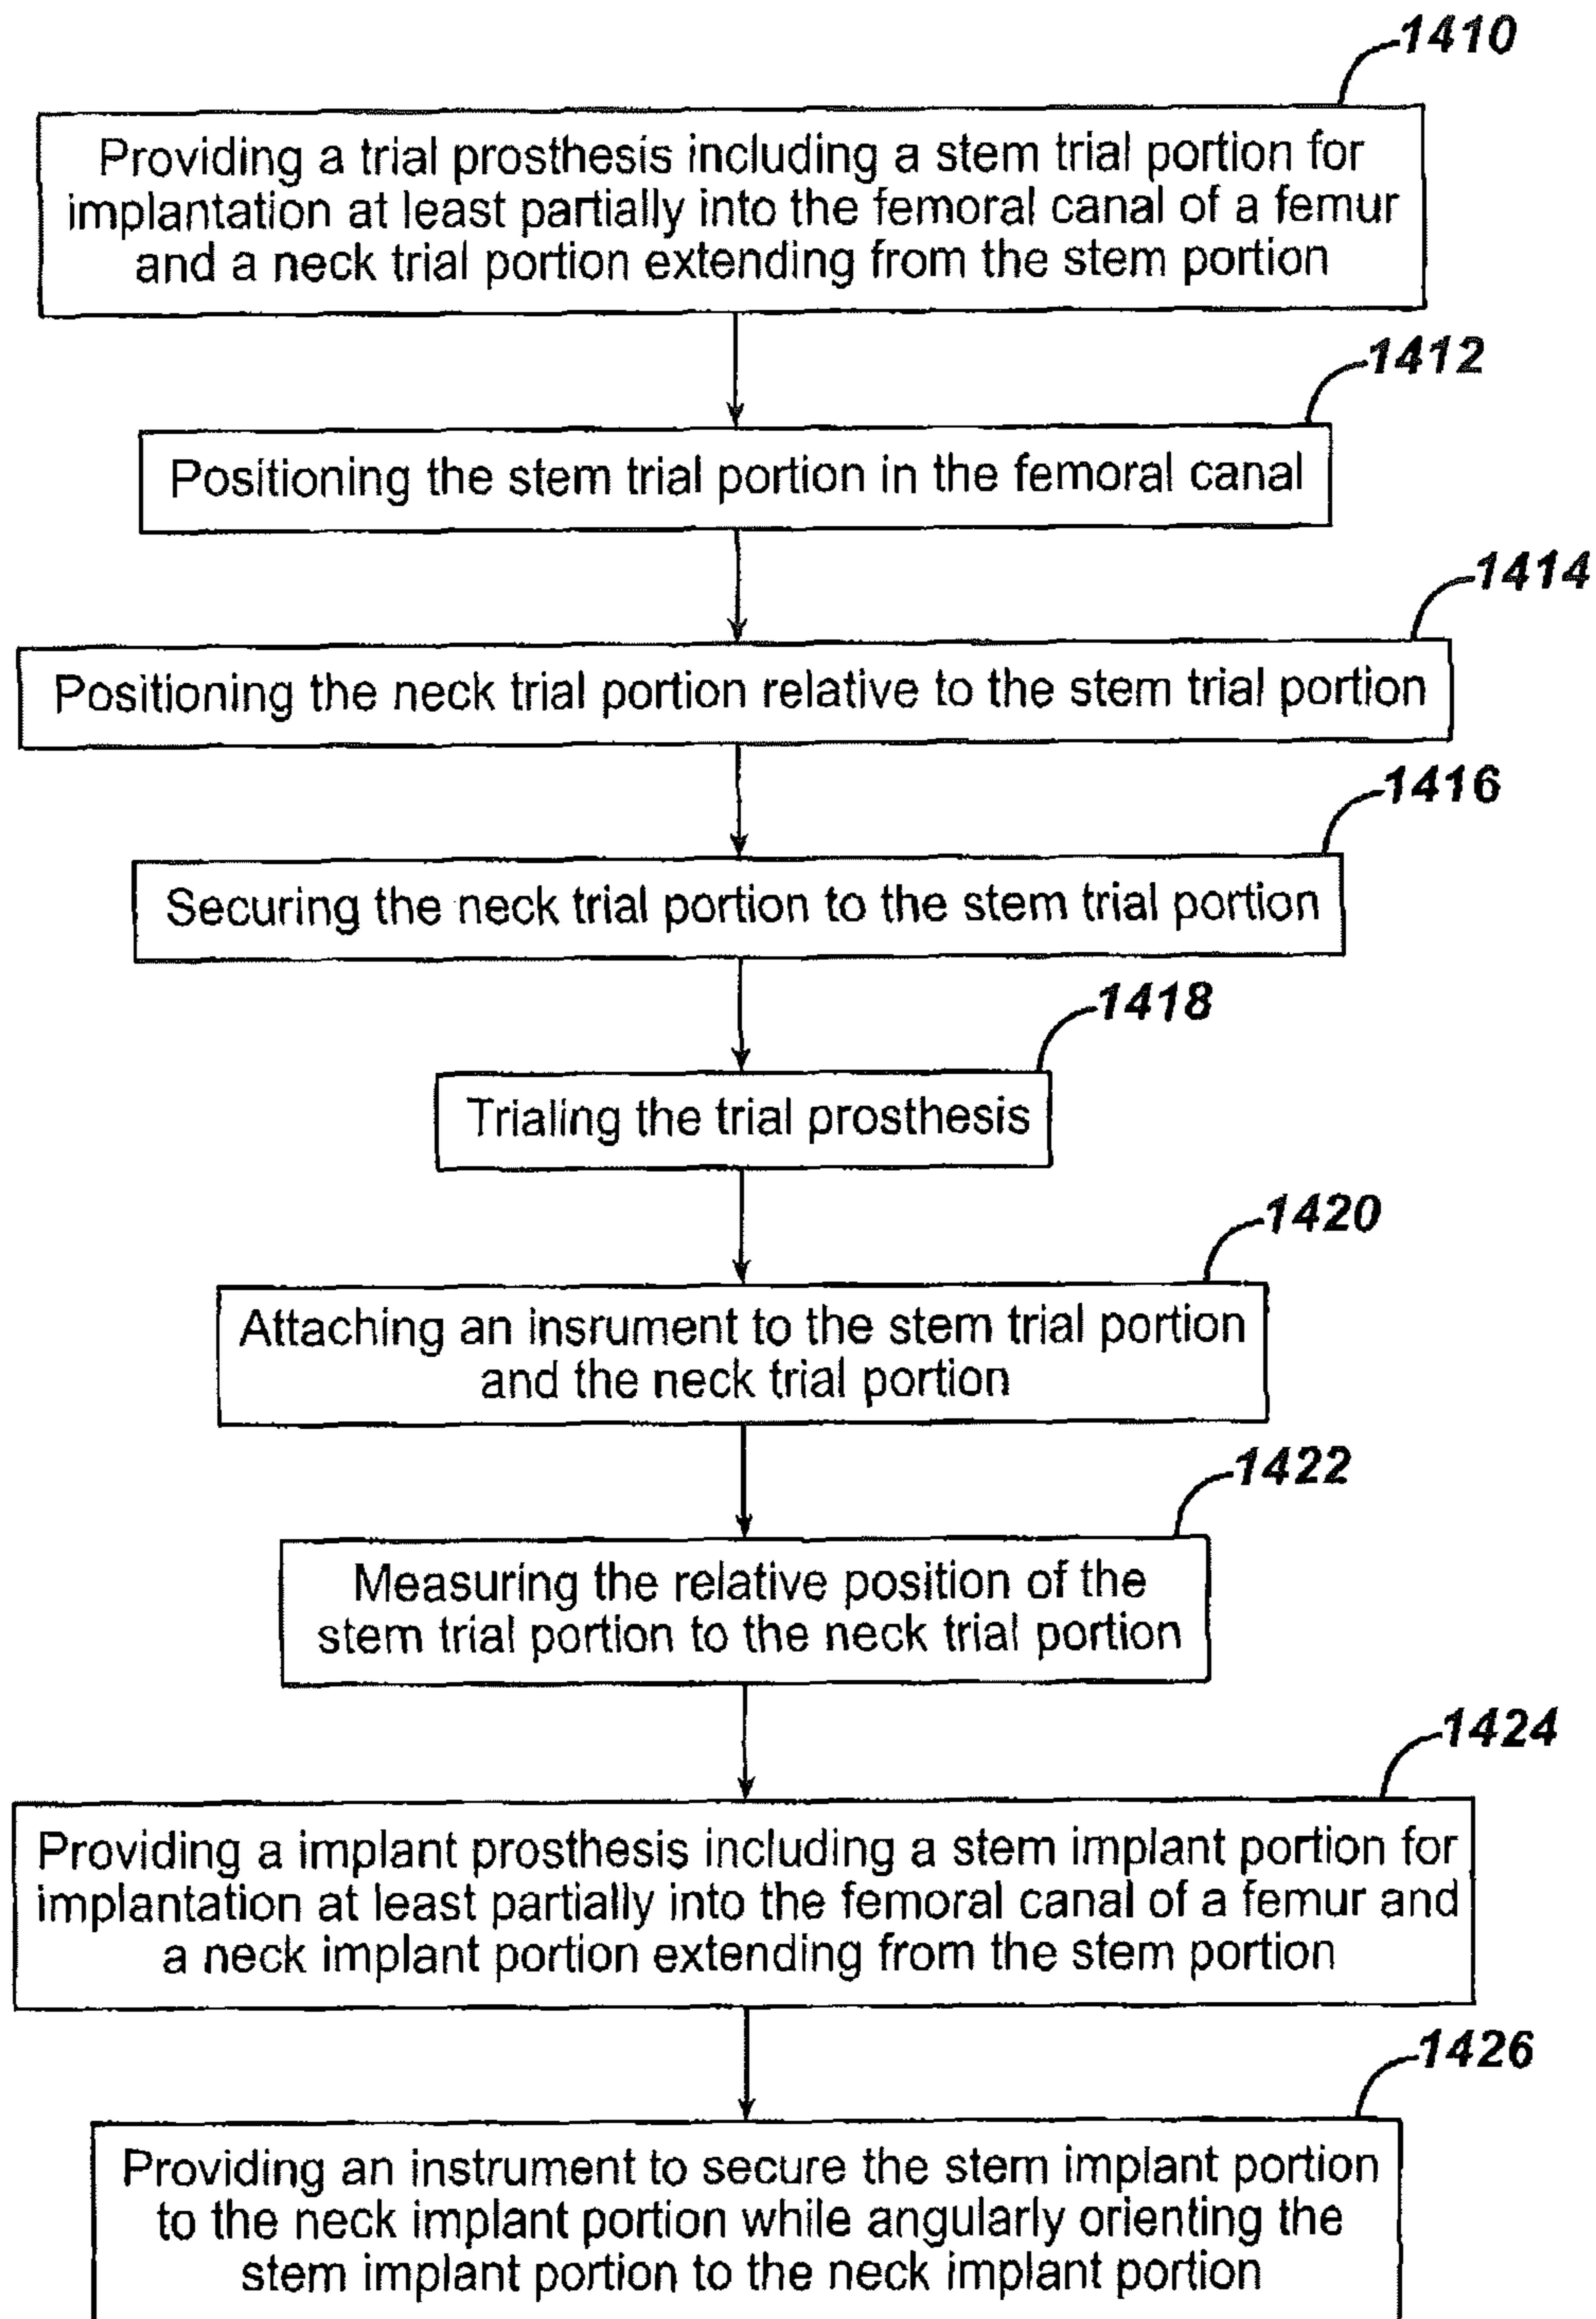 1410
Providing a trial prosthesis including a stem trial portion for
implantation at least partially into the femoral canal of a femur
and a neck trial portion extending from the stem portion
1412
Positioning the stem trial portion in the femoral canal
1414
Positioning the neck trial portion relative to the stem trial portion
1416
Securing the neck trial portion to the stem trial portion
1418
Trialing the trial prosthesis
1420
Attaching an insrument to the stem trial portion
and the neck trial portion
1422
Measuring the relative position of the
stem trial portion to the neck trial portion
1424
Providing a implant prosthesis including a stem implant portion for
implantation at least partially into the femoral canal of a femur and
a neck implant portion extending from the stem portion
1426
Providing an instrument to secure the stem implant portion
to the neck implant portion while angularly orienting the
stem implant portion to the neck implant portion